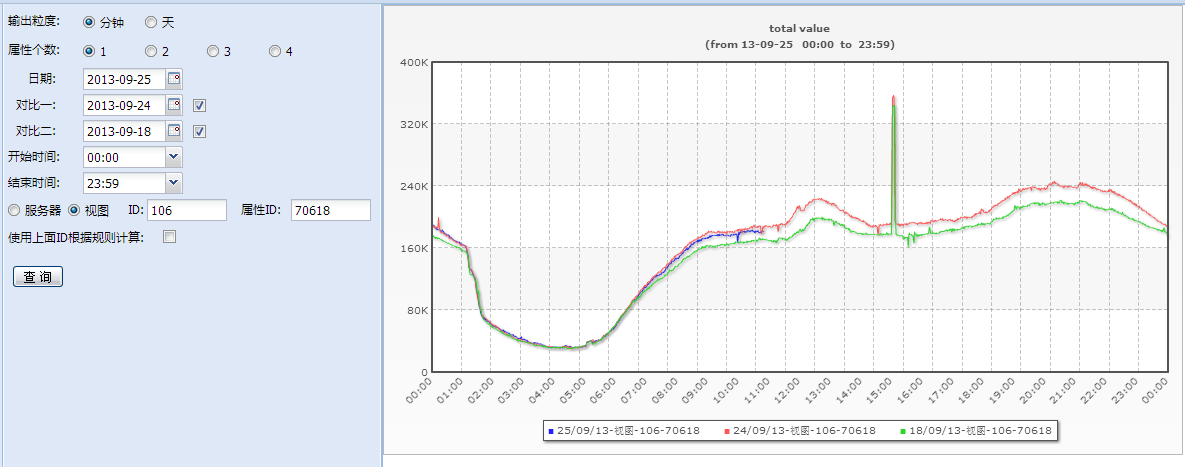 输出粒度: 分钟 天
属性个数: 1 2 3 4
日期: 2013-09-25
对比一: 2013-09-24
对比二: 2013-09-18
开始时间: 00:00
结束时间: 23:59
服务器 视图 ID: 106 属性ID: 70618
使用上面ID根据规则计算:
查 询
total value
(from 13-09-25 00:00 to 23:59)
400K
320K
240K
160K
80K
0
00:00 01:00 02:00 03:00 04:00 05:00 06:00 07:00 08:00 09:00 10:00 11:00 12:00 13:00 14:00 15:00 16:00 17:00 18:00 19:00 20:00 21:00 22:00 23:00 00:00
25/09/13-视图-106-70618 24/09/13-视图-106-70618 18/09/13-视图-106-70618